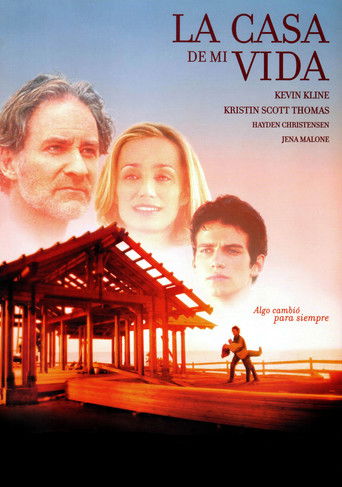 LA CASA
DE MI VIDA
KEVIN KLINE
KRISTIN SCOTT THOMAS
HAYDEN CHRISTENSEN
JENA MALONE
Algo cambió
para siempre